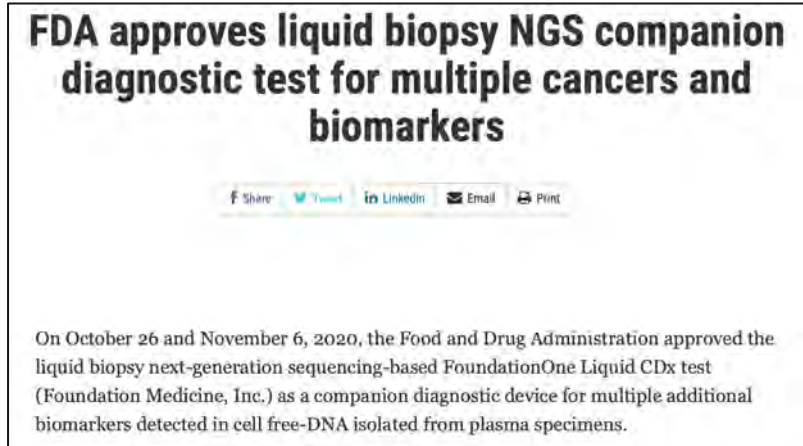 FDA approves liquid biopsy NGS companion
diagnostic test for multiple cancers and
biomarkers
f Share Tweet in Linkedin Email Print
On October 26 and November 6, 2020, the Food and Drug Administration approved the
liquid biopsy next-generation sequencing-based FoundationOne Liquid CDx test
(Foundation Medicine, Inc.) as a companion diagnostic device for multiple additional
biomarkers detected in cell free-DNA isolated from plasma specimens.